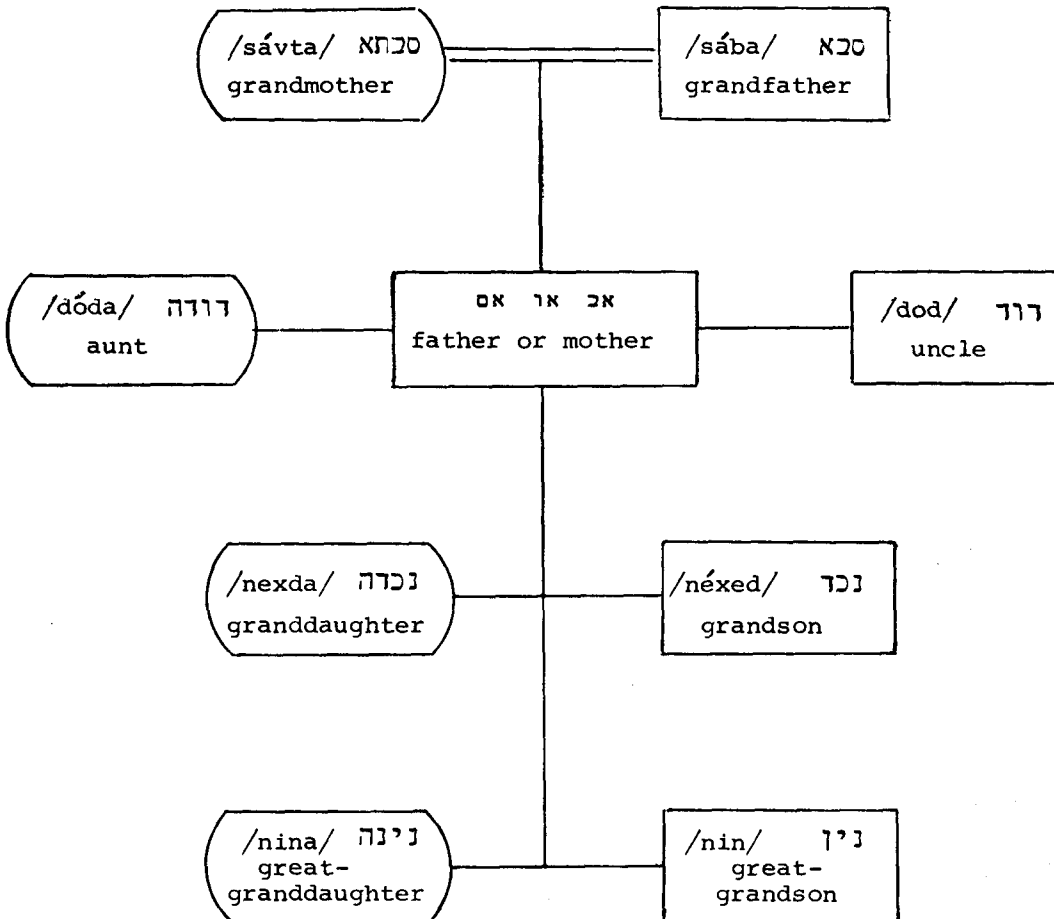 /sávta/ סבתא
grandmother
/sába/ סבא
grandfather
/dóda/ דודה
aunt
אב או אם
father or mother
/dod/ דוד
uncle
/nexda/ נכדה
granddaughter
/néxed/ נכד
grandson
/nina/ נינה
great-
granddaughter
/nin/ נין
great-
grandson